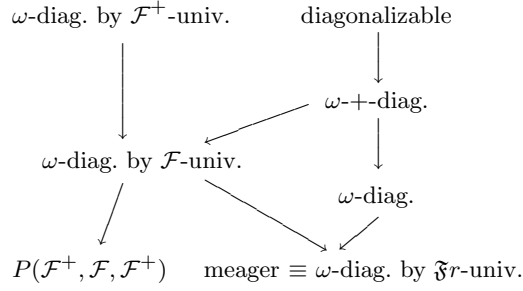 ω-diag. by ℱ⁺-univ. diagonalizable
ω-+-diag.
ω-diag. by ℱ-univ.
ω-diag.
P(ℱ⁺, ℱ, ℱ⁺) meager ≡ ω-diag. by 𝔉r-univ.